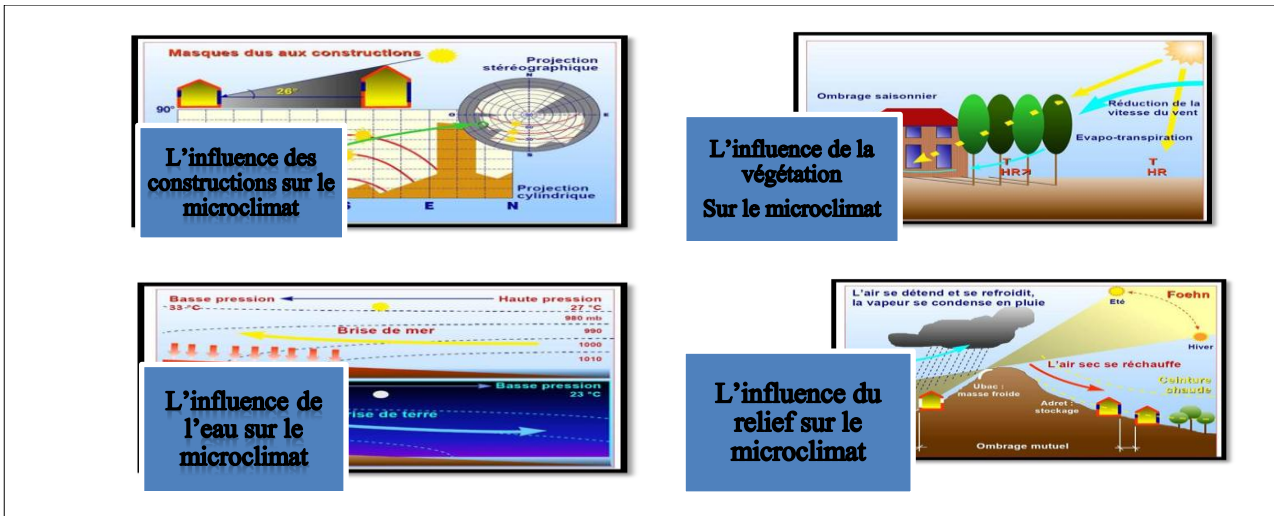 Masques dus aux constructions
Projection
stéréographique
N
26°
90°
O
E
S
L'influence des
constructions sur le
microclimat
Projection
cylindrique
S
E
N
Ombrage saisonnier
Réduction de la
vitesse du vent
Evapo-transpiration
L'influence de la
végétation
Sur le microclimat
T
HR
T
HR
Basse pression
Haute pression
33 °C
27 °C
980 mb
Brise de mer
990
1000
1010
Basse pression
23 °C
L'influence de
l'eau sur le
microclimat
rise de terre
L'air se détend et se refroidit,
la vapeur se condense en pluie
Eté
Foehn
Hiver
L'air sec se réchauffe
Ceinture
chaude
Ubac :
masse froide
Adret :
stockage
L'influence du
relief sur le
microclimat
Ombrage mutuel